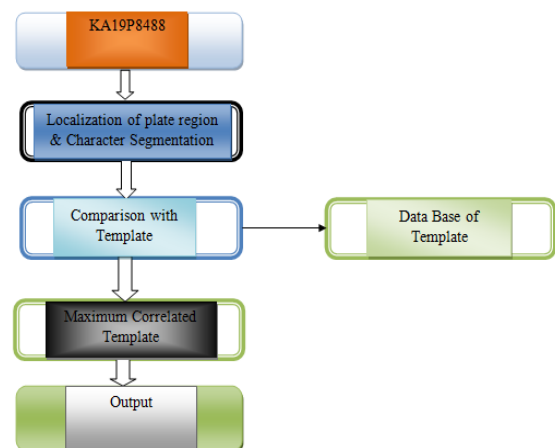 KA19P8488
Localization of plate region
& Character Segmentation
Comparison with
Template
Data Base of
Template
Maximum Correlated
Template
Output